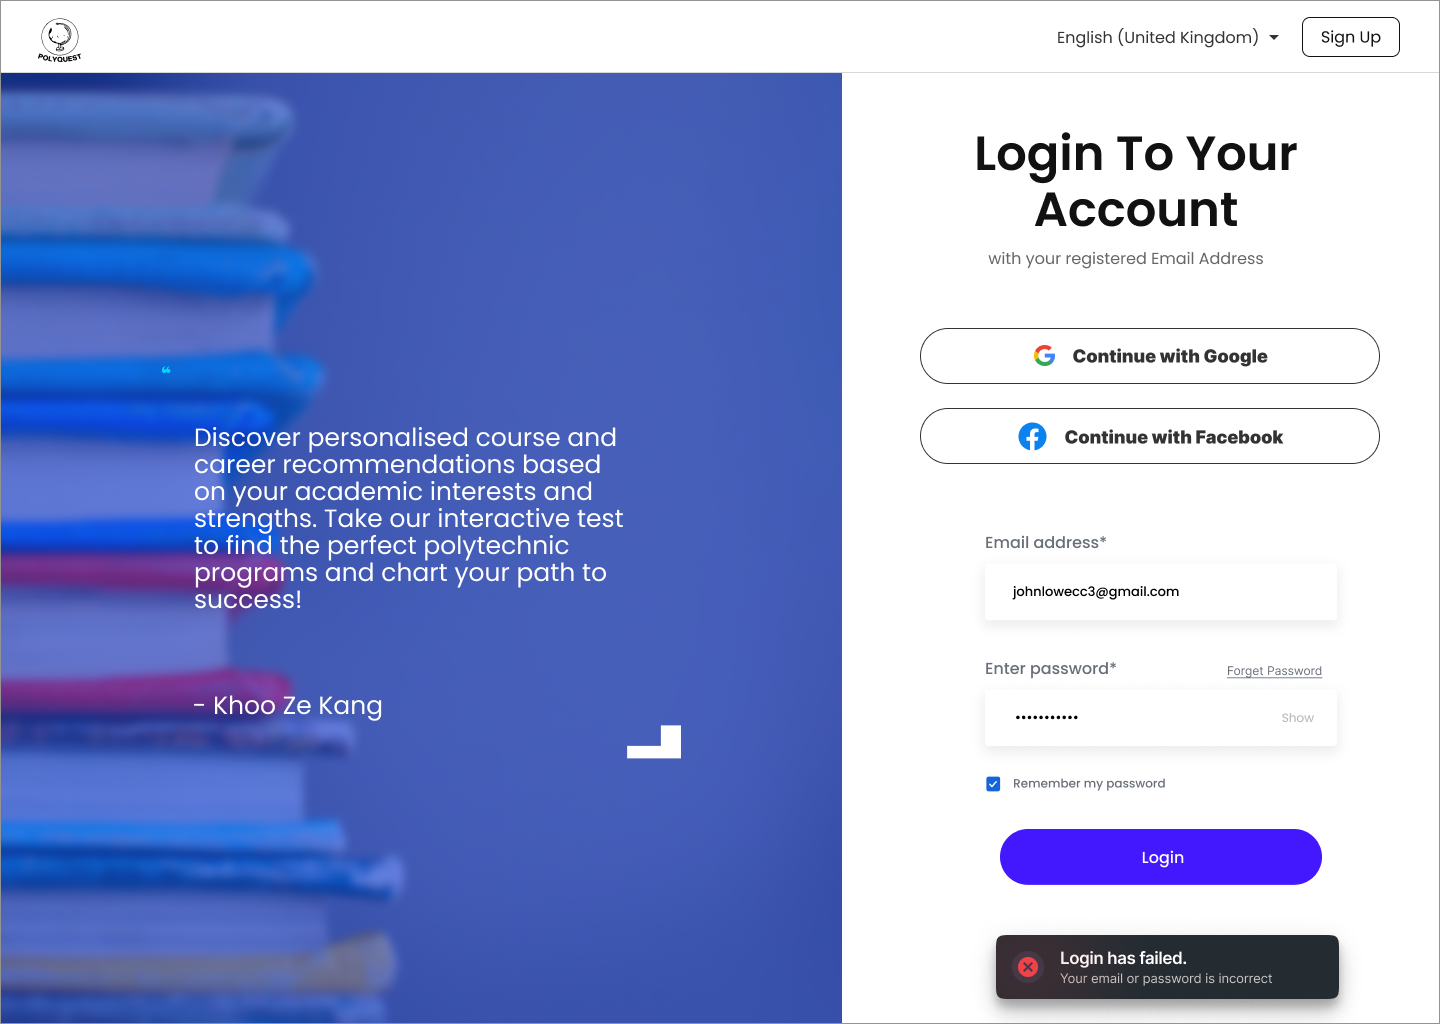 POLYQUEST
English (United Kingdom)
Sign Up
Login To Your
Account
with your registered Email Address
Continue with Google
Continue with Facebook
“
Discover personalised course and
career recommendations based
on your academic interests and
strengths. Take our interactive test
to find the perfect polytechnic
programs and chart your path to
success!
- Khoo Ze Kang
Email address*
johnlowecc3@gmail.com
Enter password*
Forget Password
•••••••••••
Show
Remember my password
Login
Login has failed.
Your email or password is incorrect